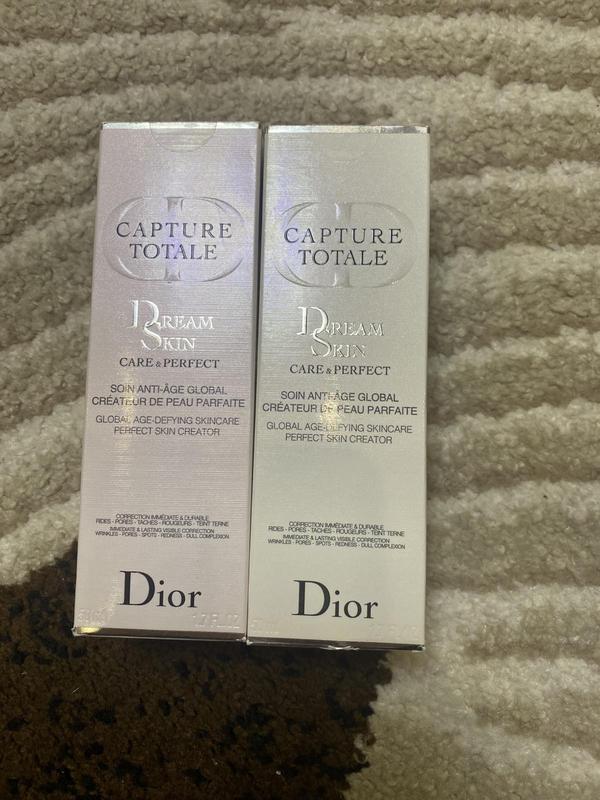 CAPTURE
TOTALE
DREAM
SKIN
CARE & PERFECT
SOIN ANTI-ÂGE GLOBAL
CRÉATEUR DE PEAU PARFAITE
GLOBAL AGE-DEFYING SKINCARE
PERFECT SKIN CREATOR
CORRECTION IMMÉDIATE & DURABLE
RIDES - PORES - TACHES - ROUGEURS - TEINT TERNE
IMMEDIATE & LASTING VISIBLE CORRECTION
WRINKLES - PORES - SPOTS - REDNESS - DULL COMPLEXION
Dior
1.7 FL.OZ
CAPTURE
TOTALE
DREAM
SKIN
CARE & PERFECT
SOIN ANTI-ÂGE GLOBAL
CRÉATEUR DE PEAU PARFAITE
GLOBAL AGE-DEFYING SKINCARE
PERFECT SKIN CREATOR
CORRECTION IMMÉDIATE & DURABLE
RIDES - PORES - TACHES - ROUGEURS - TEINT TERNE
IMMEDIATE & LASTING VISIBLE CORRECTION
WRINKLES - PORES - SPOTS - REDNESS - DULL COMPLEXION
Dior